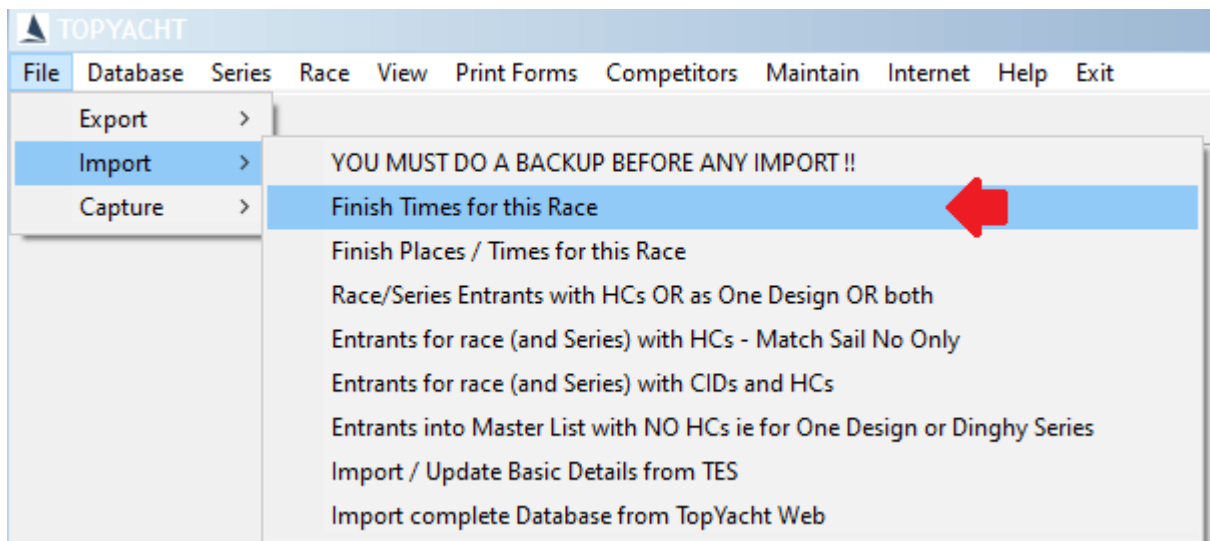 TOPYACHT
File Database Series Race View Print Forms Competitors Maintain Internet Help Exit
Export >
Import >
Capture >
YOU MUST DO A BACKUP BEFORE ANY IMPORT !!
Finish Times for this Race
Finish Places / Times for this Race
Race/Series Entrants with HCs OR as One Design OR both
Entrants for race (and Series) with HCs - Match Sail No Only
Entrants for race (and Series) with CIDs and HCs
Entrants into Master List with NO HCs ie for One Design or Dinghy Series
Import / Update Basic Details from TES
Import complete Database from TopYacht Web